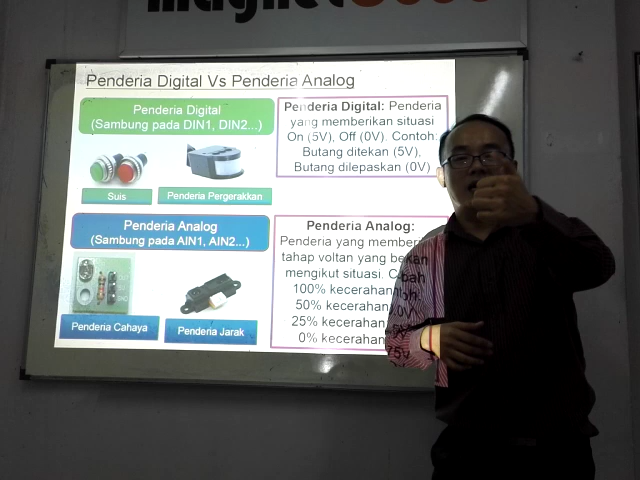 Penderia Digital Vs Penderia Analog
Penderia Digital
(Sambung pada DIN1, DIN2...)
Suis
Penderia Pergerakkan
Penderia Digital: Penderia
yang memberikan situasi
On (5V), Off (0V). Contoh:
Butang ditekan (5V),
Butang dilepaskan (0V)
Penderia Analog
(Sambung pada AIN1, AIN2...)
Penderia Cahaya
Penderia Jarak
Penderia Analog:
Penderia yang
tahap voltan yang
mengikut situasi.
100% kecerahan
50% kecerahan
25% kecerahan
0% kecerahan